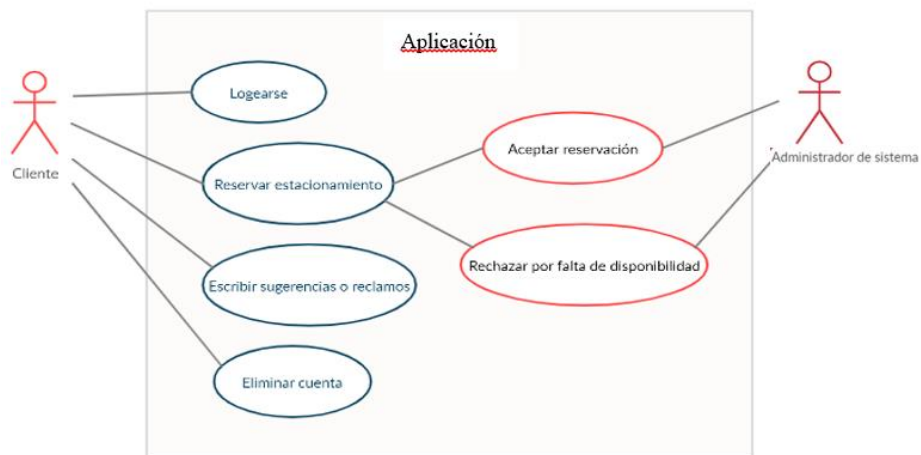 Aplicación
Logearse
Cliente
Reservar estacionamiento
Aceptar reservación
Administrador de sistema
Escribir sugerencias o reclamos
Rechazar por falta de disponibilidad
Eliminar cuenta